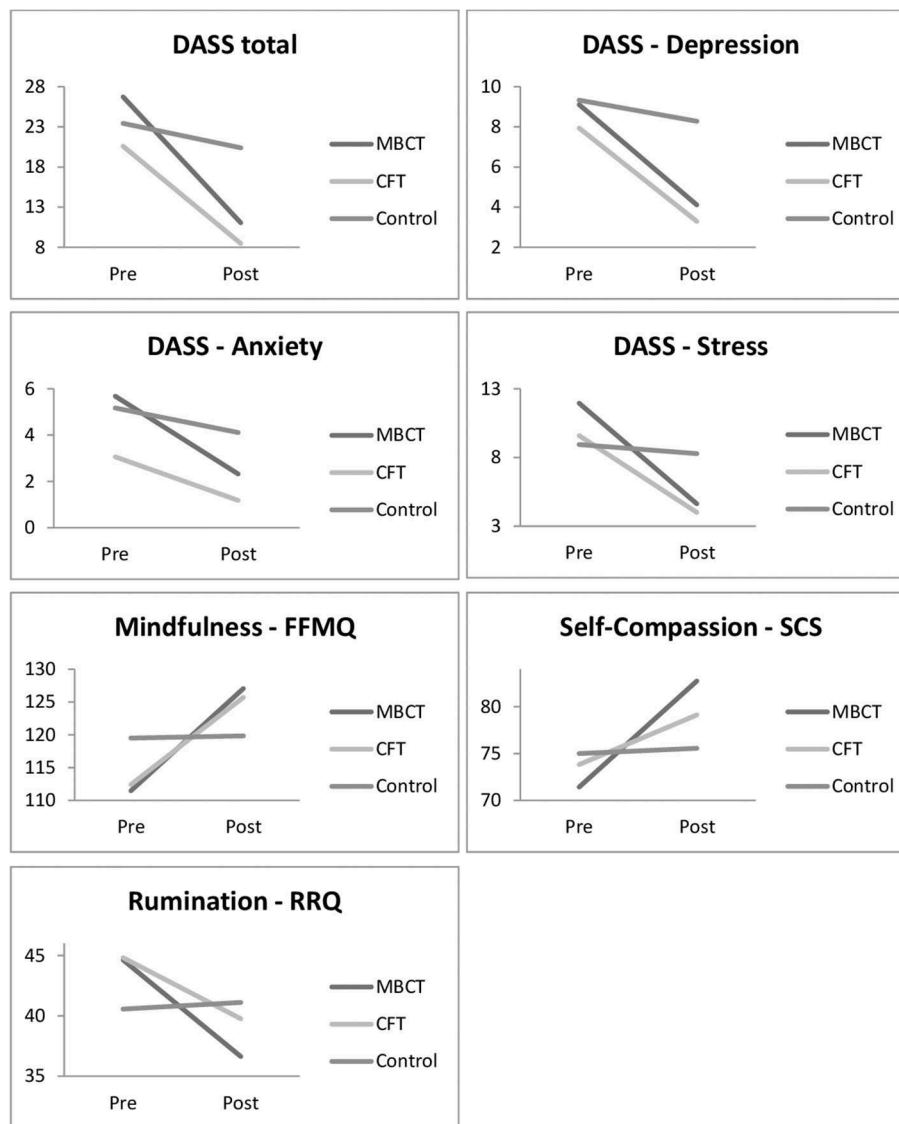 DASS total
28
23
18
13
8
Pre Post
MBCT
CFT
Control
DASS - Depression
10
8
6
4
2
Pre Post
MBCT
CFT
Control
DASS - Anxiety
6
4
2
0
Pre Post
MBCT
CFT
Control
DASS - Stress
13
8
3
Pre Post
MBCT
CFT
Control
Mindfulness - FFMQ
130
125
120
115
110
Pre Post
MBCT
CFT
Control
Self-Compassion - SCS
80
75
70
Pre Post
MBCT
CFT
Control
Rumination - RRQ
45
40
35
Pre Post
MBCT
CFT
Control